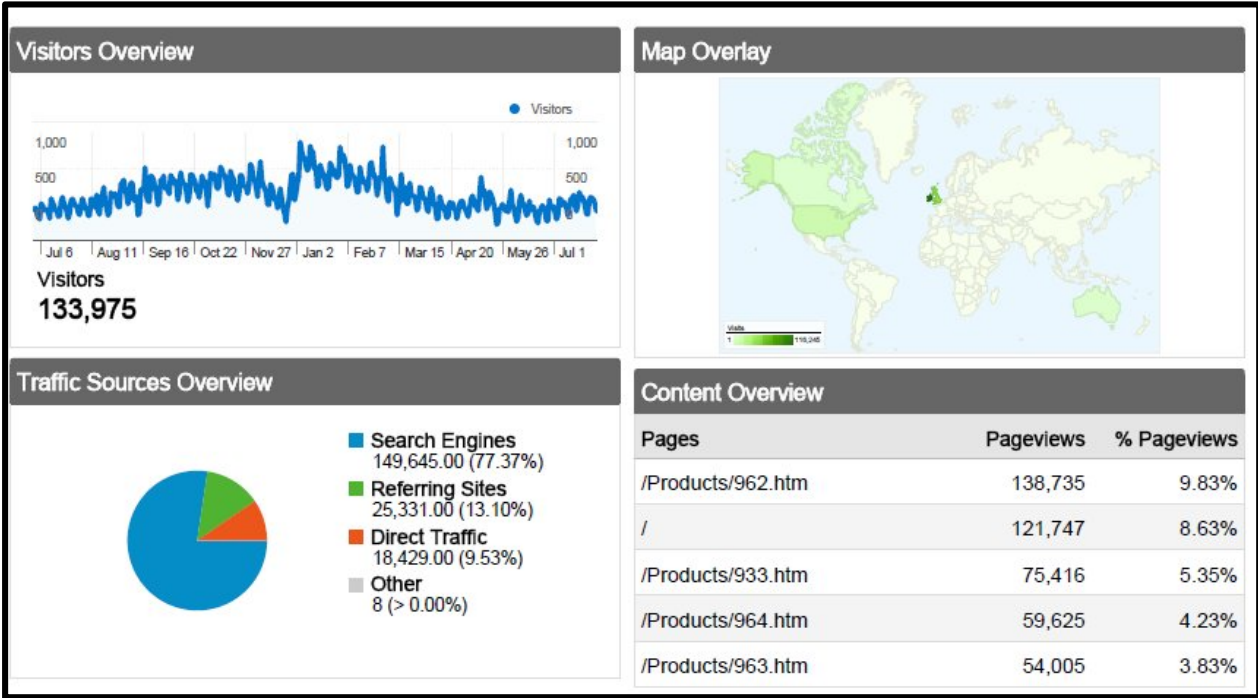 Visitors Overview
Visitors
1,000 1,000
500 500
0 0
Jul 6 Aug 11 Sep 16 Oct 22 Nov 27 Jan 2 Feb 7 Mar 15 Apr 20 May 26 Jul 1
Visitors
133,975
Map Overlay
Visits
1 116,246
Traffic Sources Overview
Search Engines
149,645.00 (77.37%)
Referring Sites
25,331.00 (13.10%)
Direct Traffic
18,429.00 (9.53%)
Other
8 (> 0.00%)
Content Overview
Pages Pageviews % Pageviews
/Products/962.htm 138,735 9.83%
/ 121,747 8.63%
/Products/933.htm 75,416 5.35%
/Products/964.htm 59,625 4.23%
/Products/963.htm 54,005 3.83%